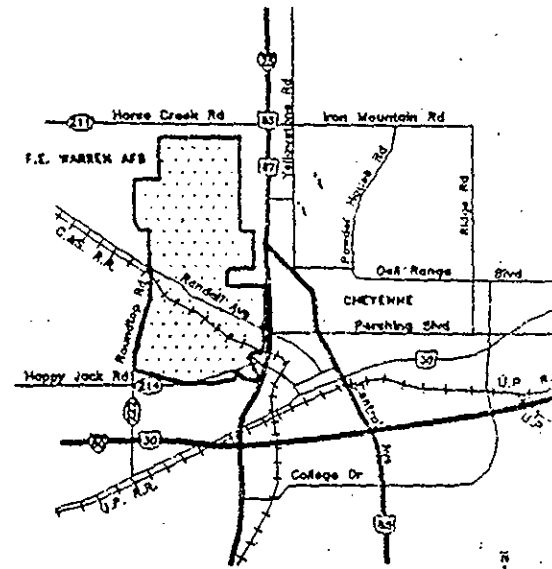 25
Yellowstone Rd
211
Horse Creek Rd
85
Iron Mountain Rd
F.E. WARREN AFB
87
Powder House Rd
Ridge Rd
C.&S. R.R.
Randall Ave
Dell Range
Blvd
Roundtop Rd
CHEYENNE
Pershing Blvd
30
Happy Jack Rd
214
U.P.
R.
Central
Ave
80
30
U.P. R.R.
College Dr
85
N